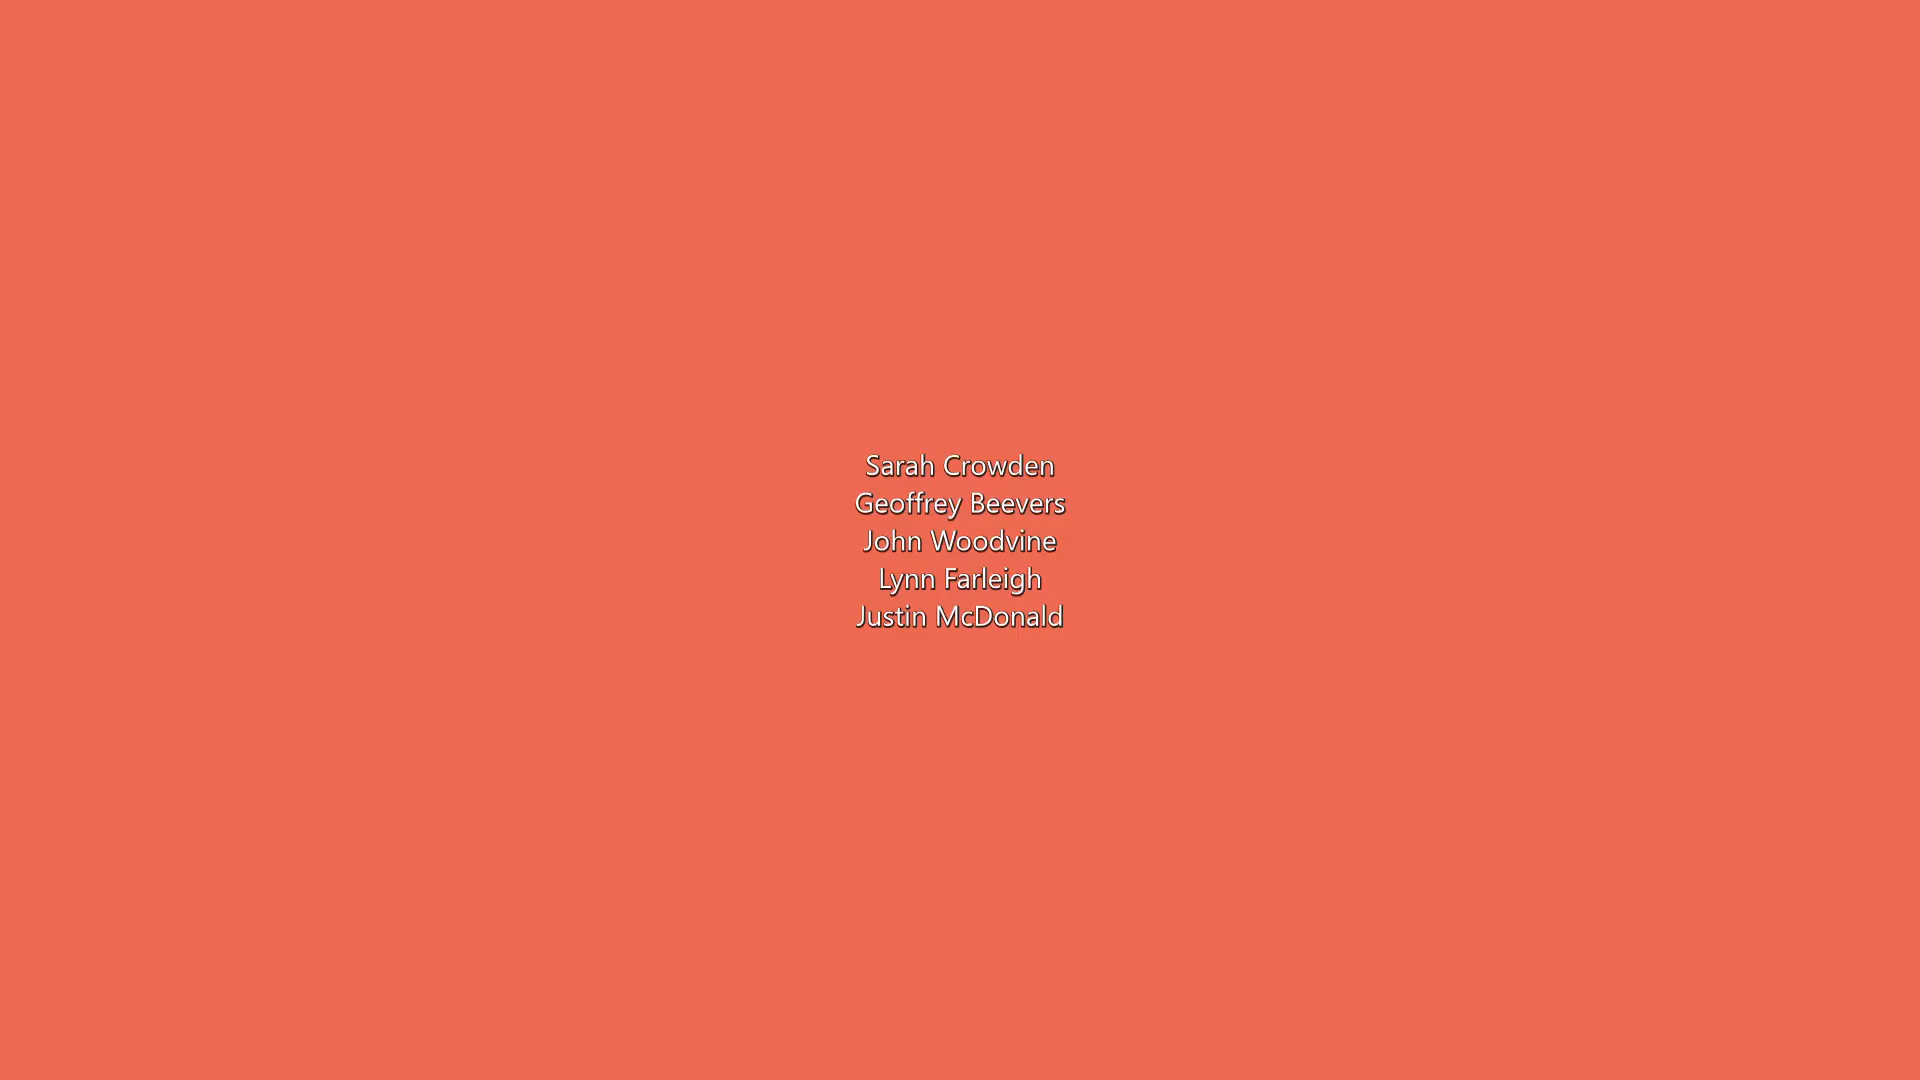 Sarah Crowden
Geoffrey Beevers
John Woodvine
Lynn Farleigh
Justin McDonald